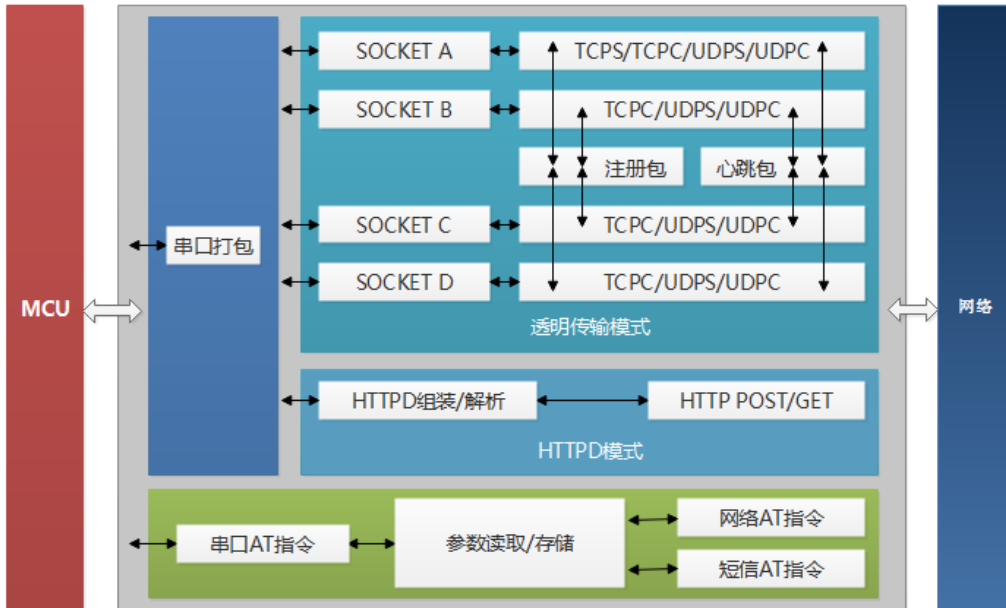 SOCKET A
TCPS/TCPC/UDPS/UDPC
SOCKET B
TCPC/UDPS/UDPC
注册包
心跳包
SOCKET C
TCPC/UDPS/UDPC
串口打包
SOCKET D
TCPC/UDPS/UDPC
MCU
网络
透明传输模式
HTTPD组装/解析
HTTP POST/GET
HTTPD模式
网络AT指令
串口AT指令
参数读取/存储
短信AT指令